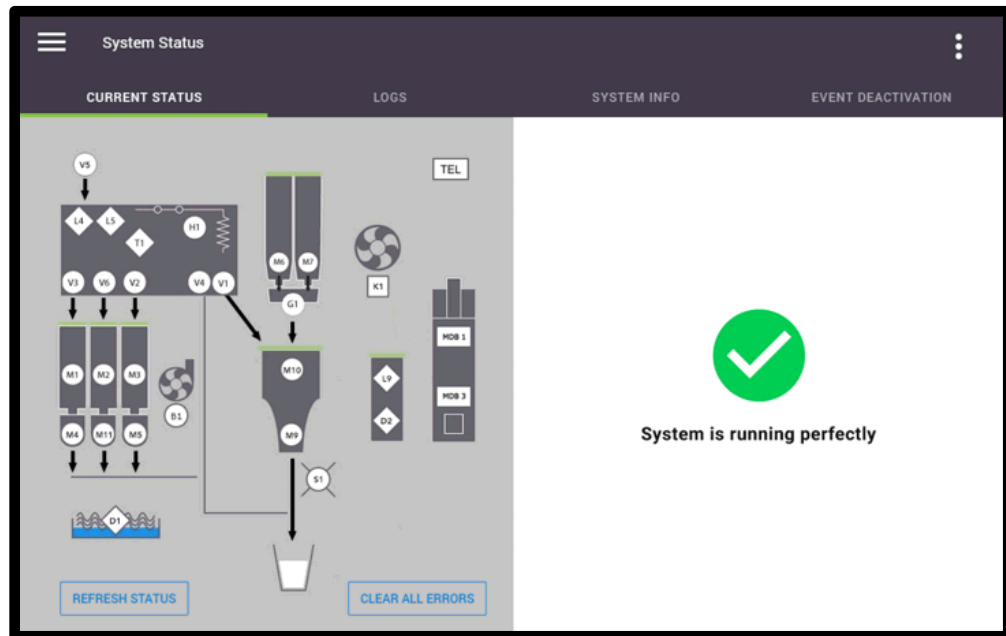 System Status
CURRENT STATUS LOGS SYSTEM INFO EVENT DEACTIVATION
V5
TEL
L4 L5 H1
T1
M6 M7
K1
V3 V6 V2 V4 V1
G1
MDB 1
M10
M1 M2 M3 L9
MDB 3
B1
D2
M4 M11 M5 M9
System is running perfectly
S1
D1
REFRESH STATUS CLEAR ALL ERRORS